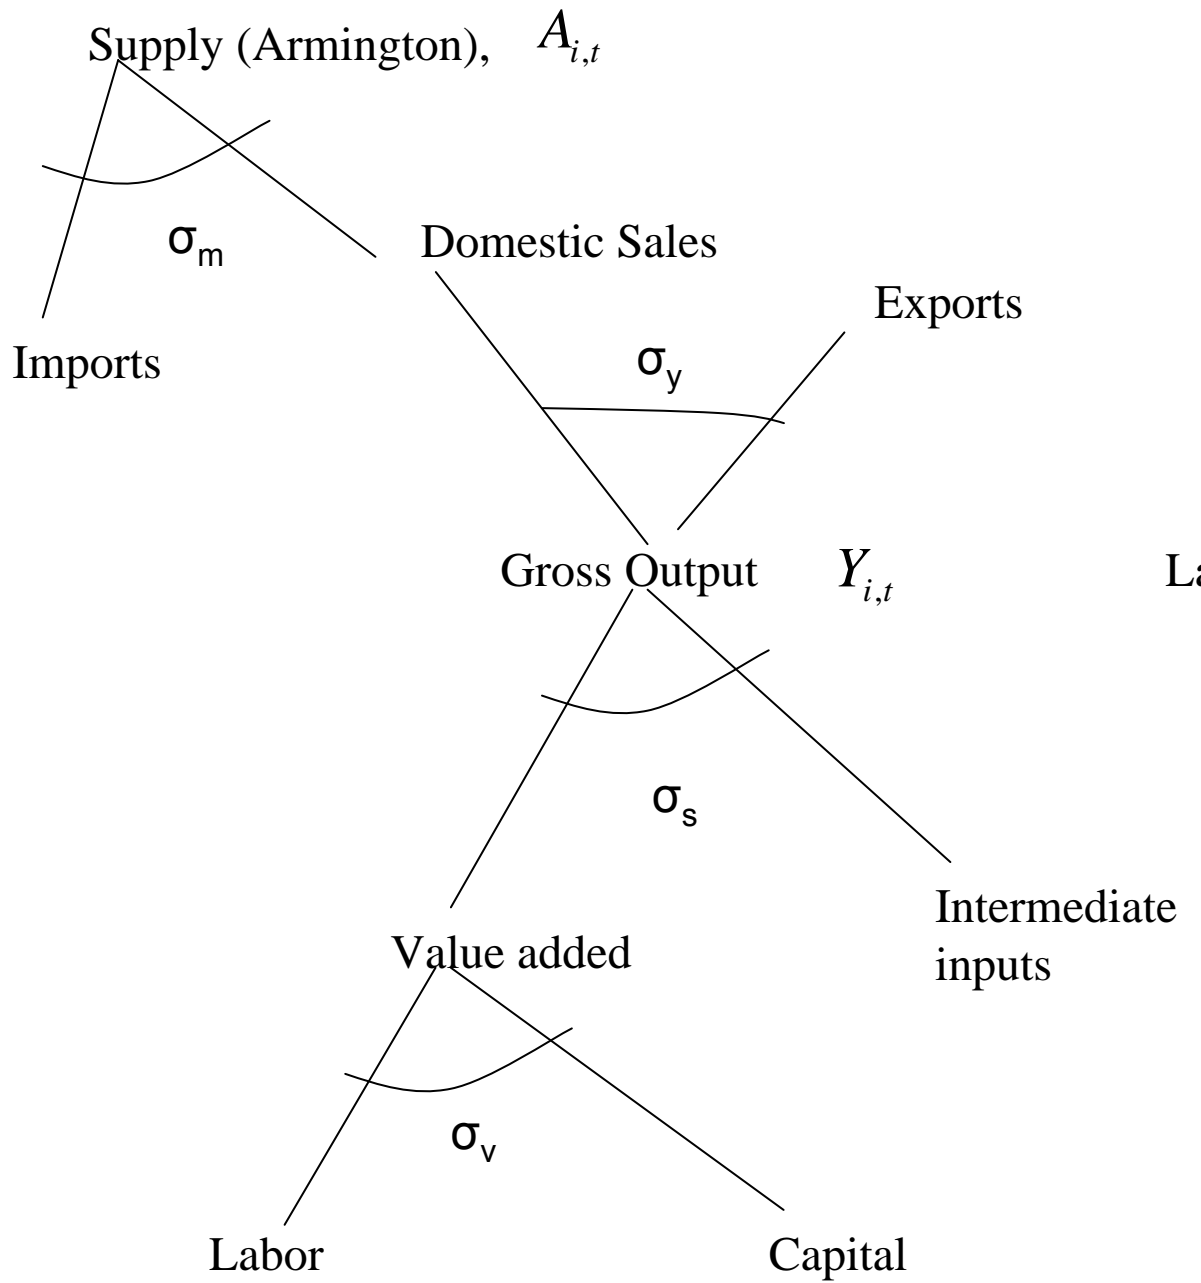 Supply (Armington), A_{i,t}
σ_m
Domestic Sales
Exports
Imports
σ_y
Gross Output Y_{i,t}
σ_s
Intermediate
inputs
Value added
σ_v
Labor Capital